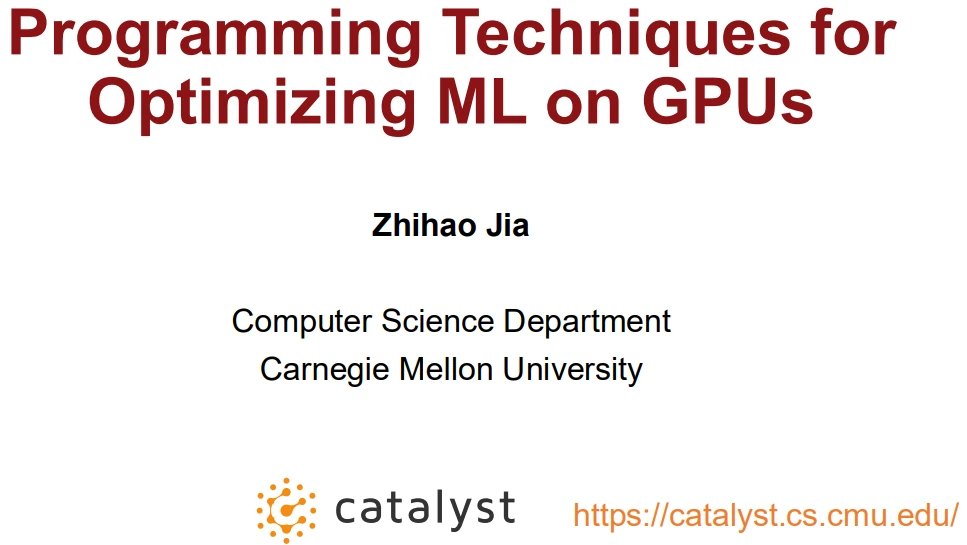 Programming Techniques for
Optimizing ML on GPUs
Zhihao Jia
Computer Science Department
Carnegie Mellon University
catalyst
https://catalyst.cs.cmu.edu/